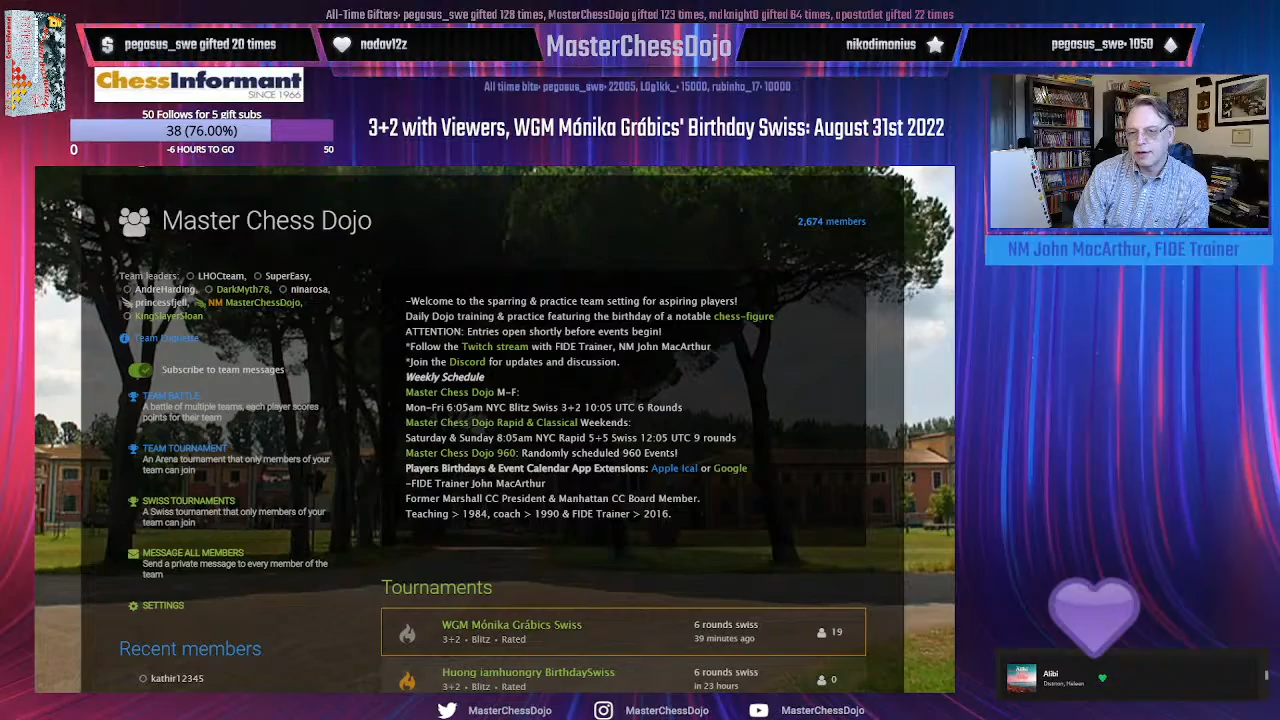 All-Time Gifters• pegasus_swe gifted 128 times, MasterChessDojo gifted 123 times, mdknight0 gifted 64 times, apostatlet gifted 22 times
pegasus_swe gifted 20 times
nadav12z
MasterChessDojo
nikodimonius
pegasus_swe• 1050
ChessInformant
SINCE 1966
All time bits• pegasus_swe• 22005, L0g1kk_• 15000, rubinho_17• 10000
50 Follows for 5 gift subs
38 (76.00%)
0
-6 HOURS TO GO
50
3+2 with Viewers, WGM Mónika Grábics' Birthday Swiss: August 31st 2022
NM John MacArthur, FIDE Trainer
Master Chess Dojo
2,674 members
Team leaders: LHOCteam, SuperEasy,
AndreHarding, DarkMyth78, ninarosa,
princessfjell, NM MasterChessDojo,
KingSlayerSloan
Team Etiquette
Subscribe to team messages
TEAM BATTLE
A battle of multiple teams, each player scores
points for their team
TEAM TOURNAMENT
An Arena tournament that only members of your
team can join
SWISS TOURNAMENTS
A Swiss tournament that only members of your
team can join
MESSAGE ALL MEMBERS
Send a private message to every member of the
team
SETTINGS
Recent members
kathir12345
-Welcome to the sparring & practice team setting for aspiring players!
Daily Dojo training & practice featuring the birthday of a notable chess-figure
ATTENTION: Entries open shortly before events begin!
*Follow the Twitch stream with FIDE Trainer, NM John MacArthur
*Join the Discord for updates and discussion.
Weekly Schedule
Master Chess Dojo M-F:
Mon-Fri 6:05am NYC Blitz Swiss 3+2 10:05 UTC 6 Rounds
Master Chess Dojo Rapid & Classical Weekends:
Saturday & Sunday 8:05am NYC Rapid 5+5 Swiss 12:05 UTC 9 rounds
Master Chess Dojo 960: Randomly scheduled 960 Events!
Players Birthdays & Event Calendar App Extensions: Apple Ical or Google
-FIDE Trainer John MacArthur
Former Marshall CC President & Manhattan CC Board Member.
Teaching > 1984, coach > 1990 & FIDE Trainer > 2016.
Tournaments
WGM Mónika Grábics Swiss
3+2 • Blitz • Rated
6 rounds swiss
39 minutes ago
19
Huong iamhuongry BirthdaySwiss
3+2 • Blitz • Rated
6 rounds swiss
in 23 hours
0
Alibi
MasterChessDojo
MasterChessDojo
MasterChessDojo